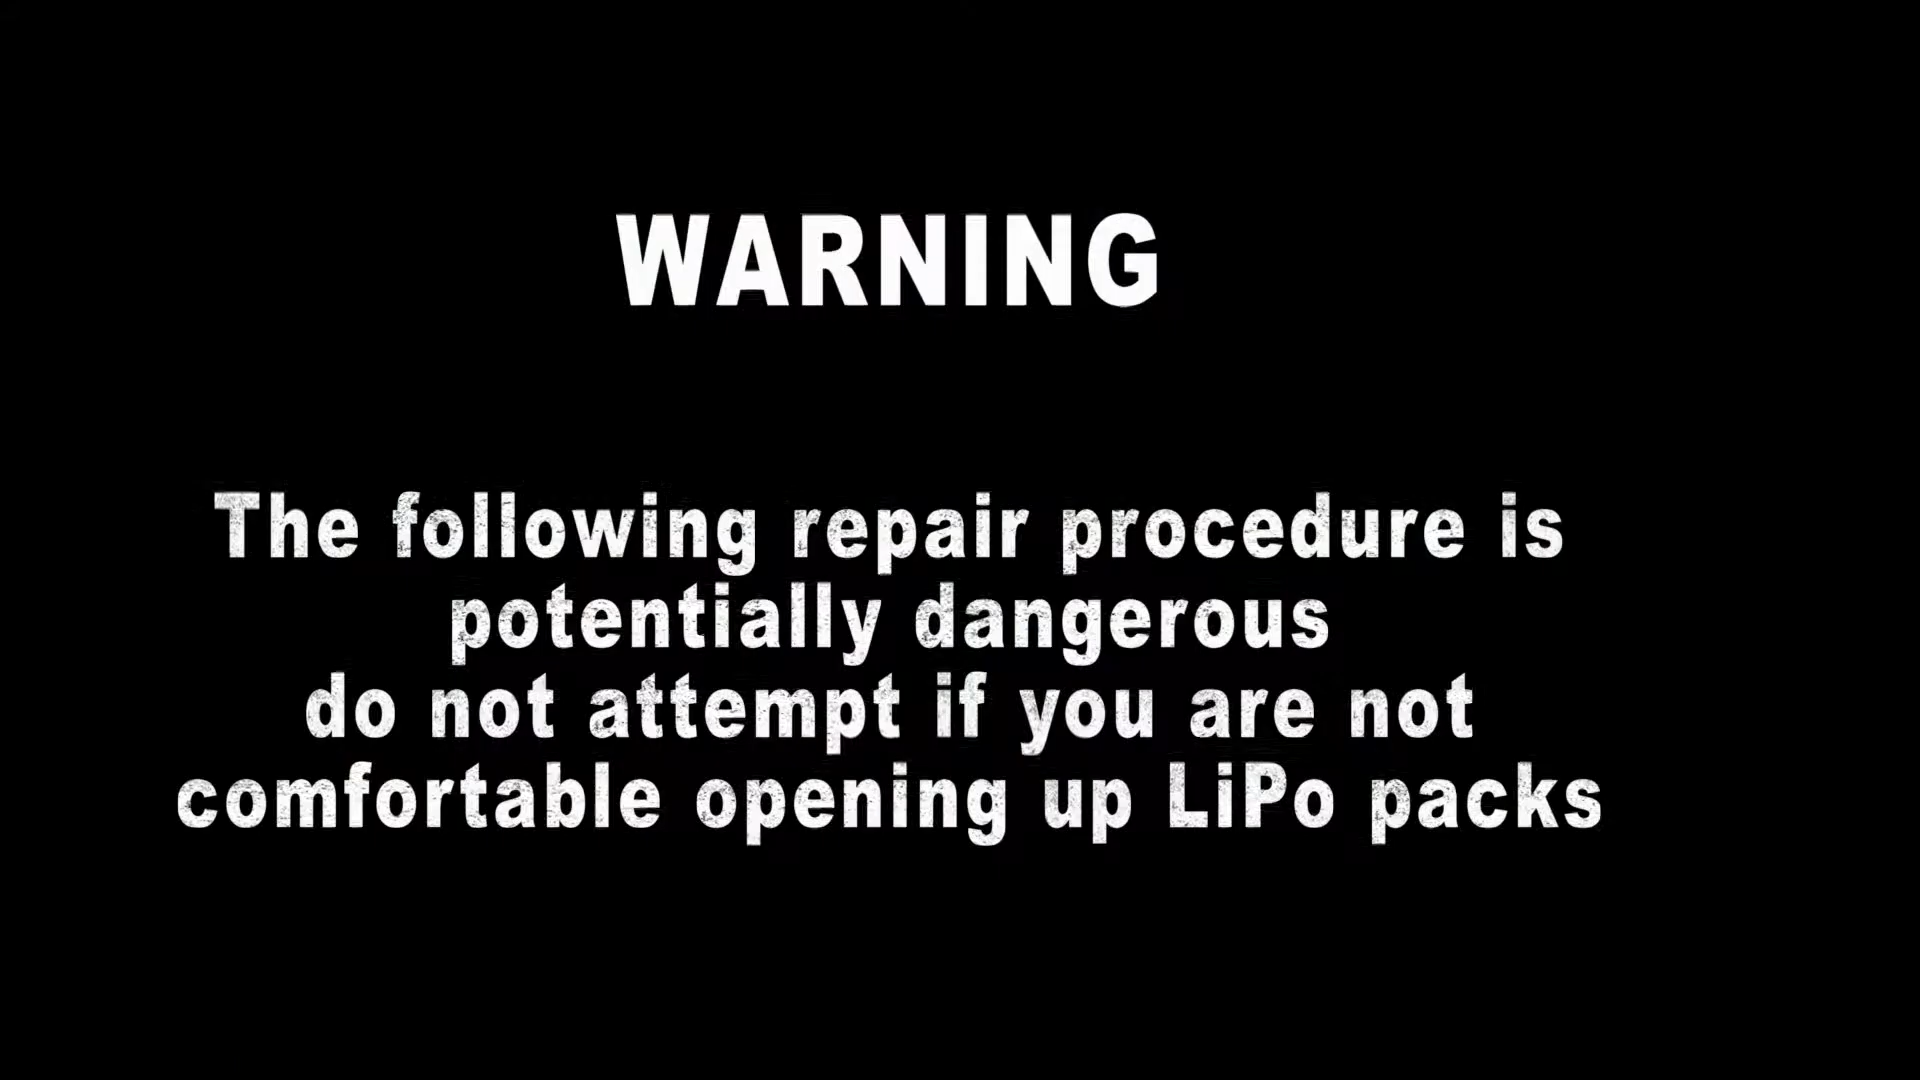 WARNING
The following repair procedure is
potentially dangerous
do not attempt if you are not
comfortable opening up LiPo packs